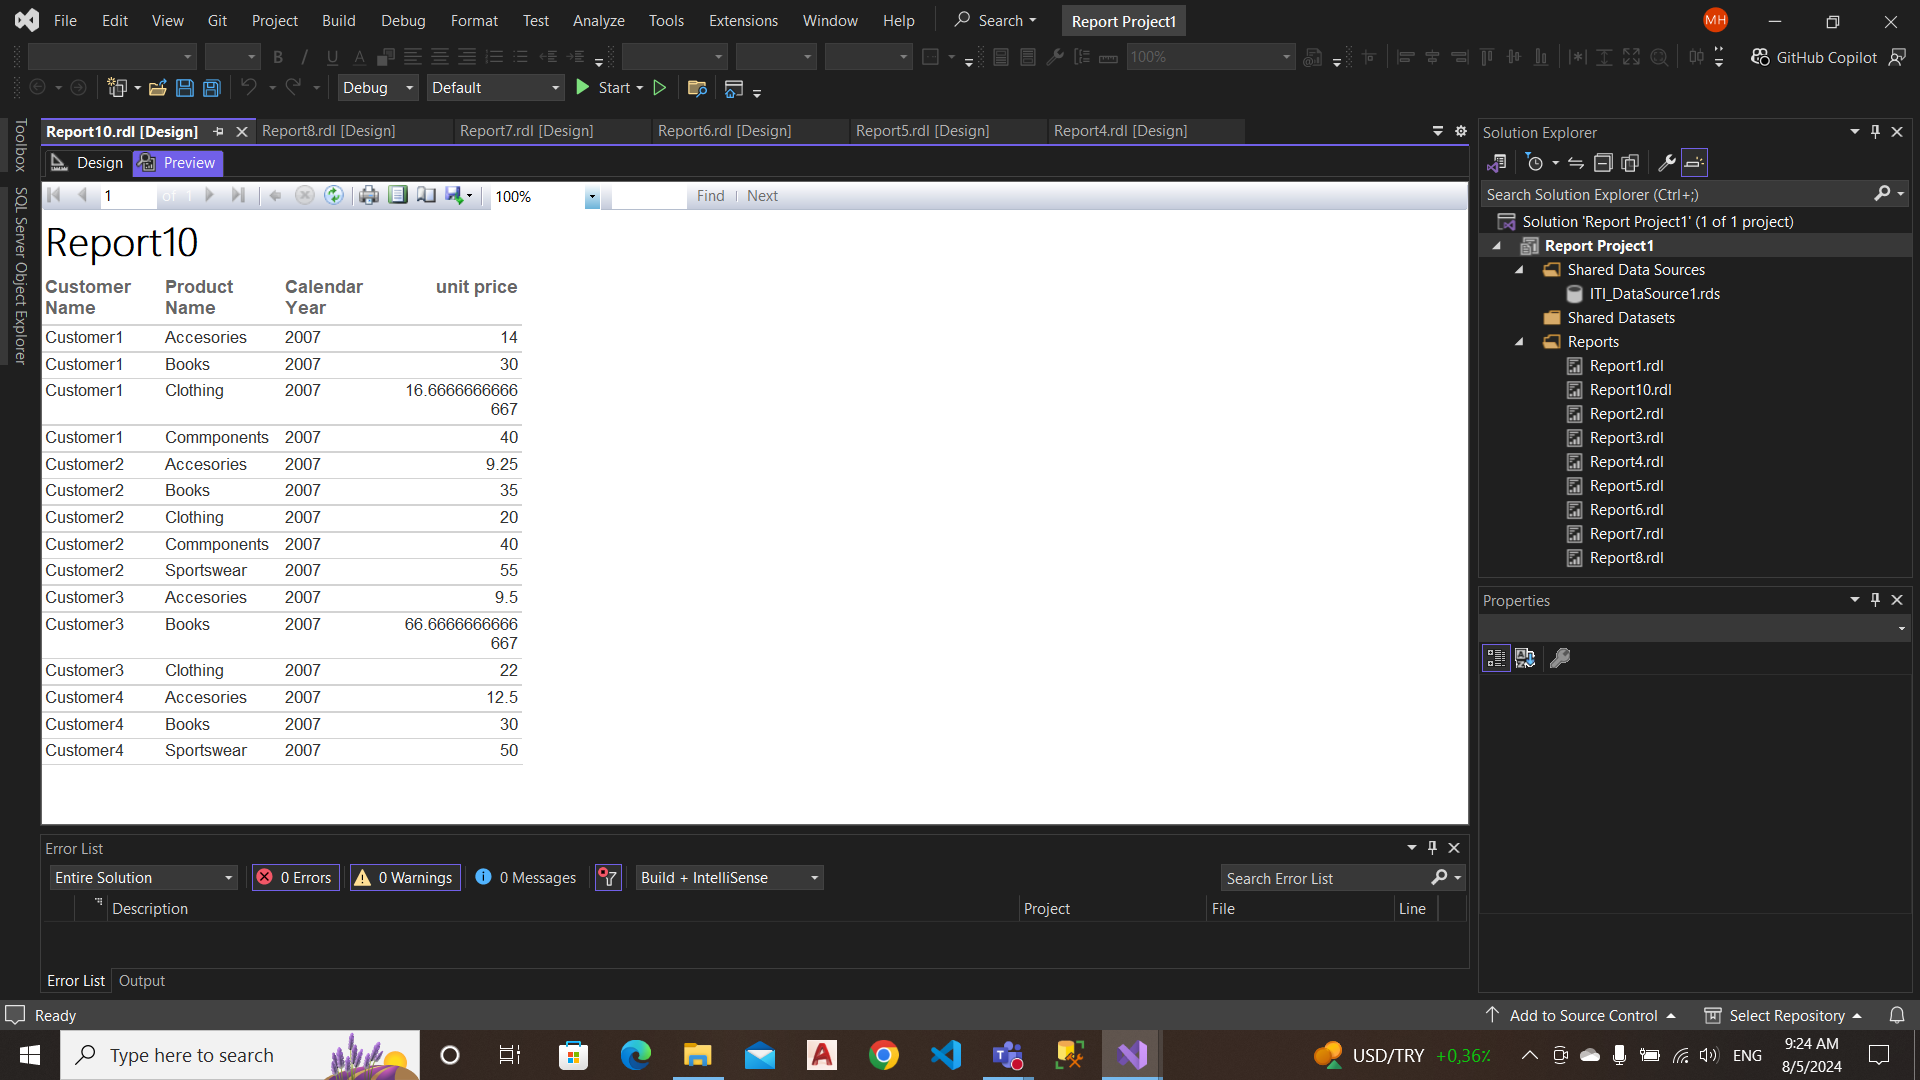 File Edit View Git Project Build Debug Format Test Analyze Tools Extensions Window Help Search Report Project1 MH
B I U A 100% GitHub Copilot
Debug Default Start
Toolbox
SQL Server Object Explorer
Report10.rdl [Design] Report8.rdl [Design] Report7.rdl [Design] Report6.rdl [Design] Report5.rdl [Design] Report4.rdl [Design]
Design Preview
1 of 1 100% Find Next
Report10
Customer Name Product Name Calendar Year unit price
Customer1 Accesories 2007 14
Customer1 Books 2007 30
Customer1 Clothing 2007 16.6666666666
667
Customer1 Commponents 2007 40
Customer2 Accesories 2007 9.25
Customer2 Books 2007 35
Customer2 Clothing 2007 20
Customer2 Commponents 2007 40
Customer2 Sportswear 2007 55
Customer3 Accesories 2007 9.5
Customer3 Books 2007 66.6666666666
667
Customer3 Clothing 2007 22
Customer4 Accesories 2007 12.5
Customer4 Books 2007 30
Customer4 Sportswear 2007 50
Solution Explorer
Search Solution Explorer (Ctrl+;)
Solution 'Report Project1' (1 of 1 project)
Report Project1
Shared Data Sources
ITI_DataSource1.rds
Shared Datasets
Reports
Report1.rdl
Report10.rdl
Report2.rdl
Report3.rdl
Report4.rdl
Report5.rdl
Report6.rdl
Report7.rdl
Report8.rdl
Properties
Error List
Entire Solution 0 Errors 0 Warnings 0 Messages Build + IntelliSense Search Error List
Description Project File Line
Error List Output
Ready Add to Source Control Select Repository
Type here to search USD/TRY +0,36% ENG 9:24 AM
8/5/2024